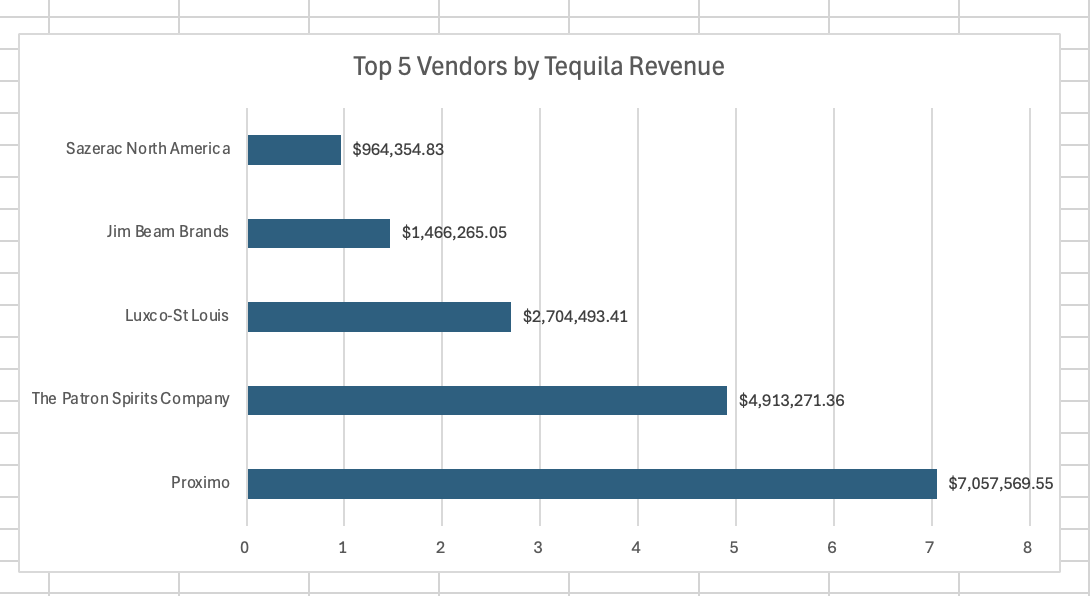 Top 5 Vendors by Tequila Revenue
Sazerac North America $964,354.83
Jim Beam Brands $1,466,265.05
Luxco-St Louis $2,704,493.41
The Patron Spirits Company $4,913,271.36
Proximo $7,057,569.55
0 1 2 3 4 5 6 7 8